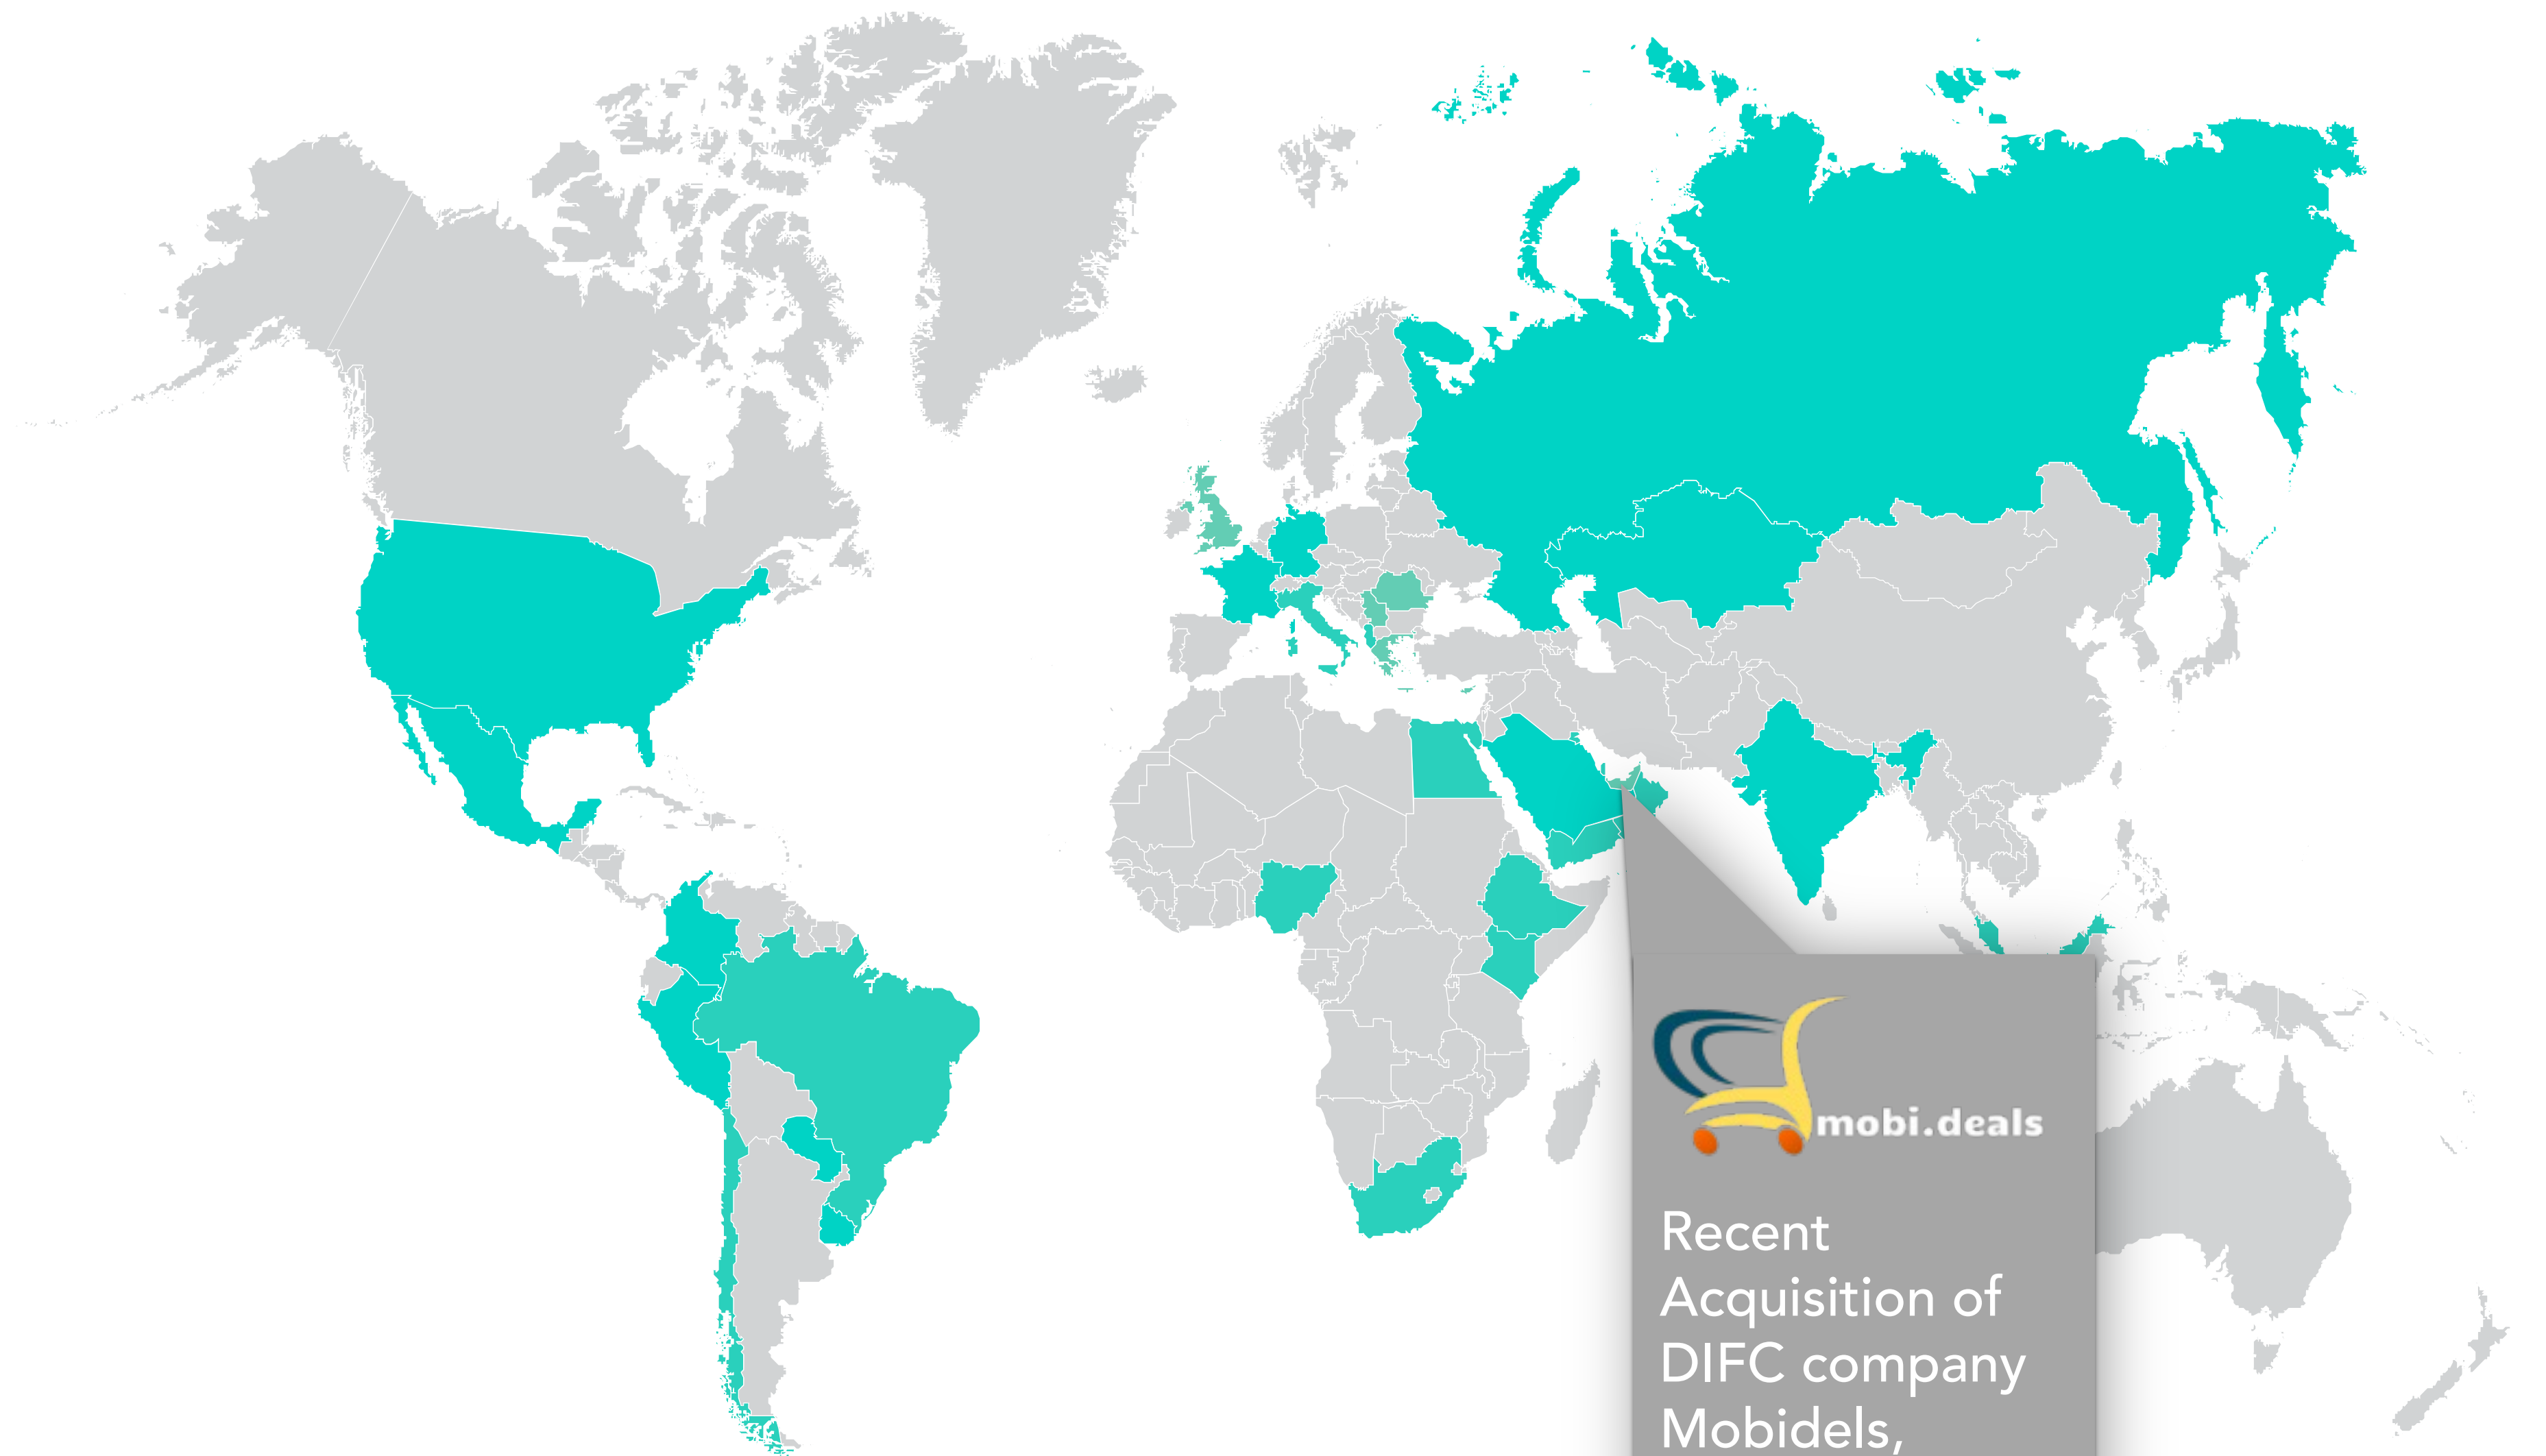 mobi.deals
Recent
Acquisition of
DIFC company
Mobidels,